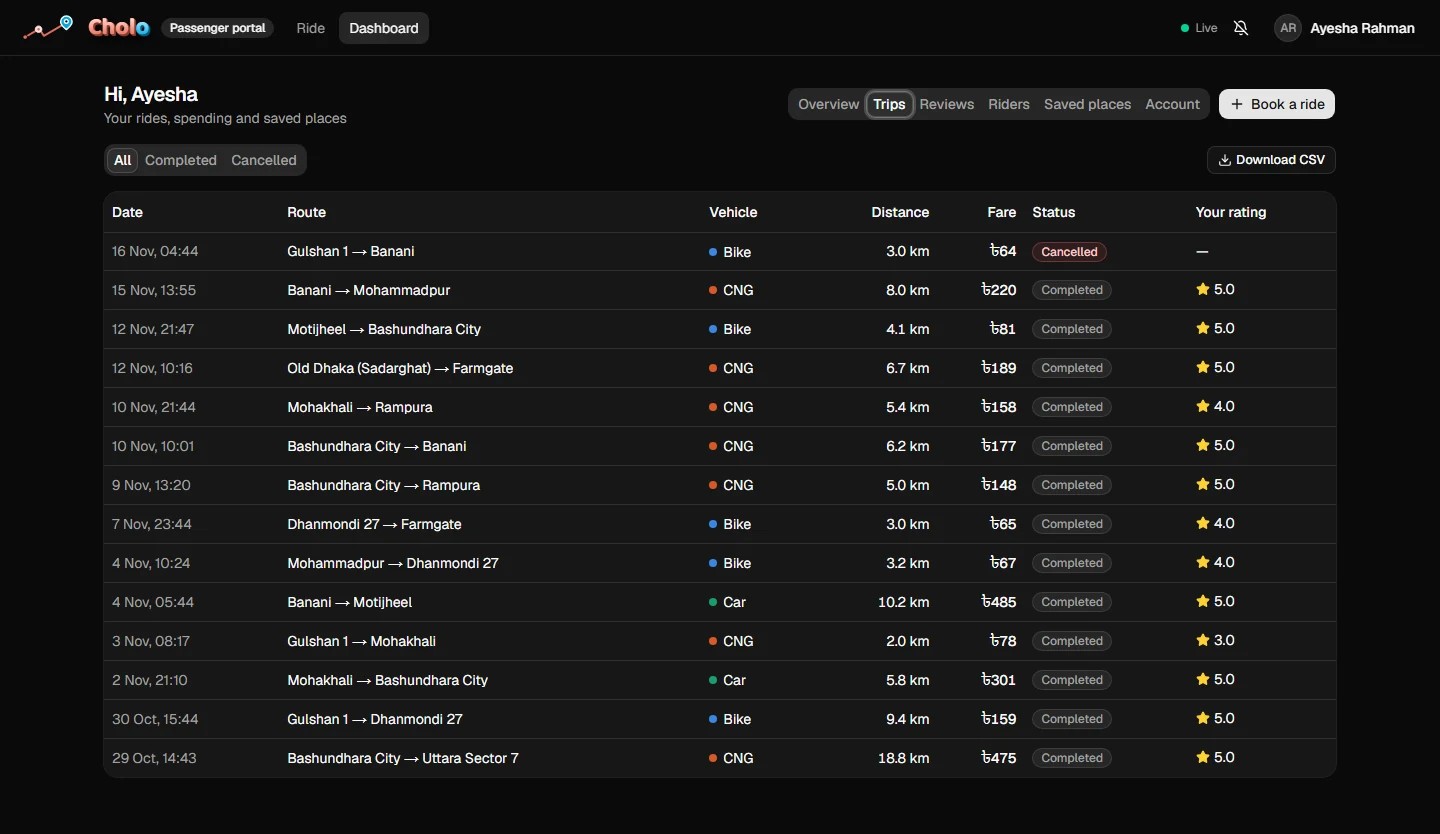 Cholo Passenger portal Ride Dashboard Live AR Ayesha Rahman
Hi, Ayesha
Your rides, spending and saved places
Overview Trips Reviews Riders Saved places Account + Book a ride
All Completed Cancelled Download CSV
Date Route Vehicle Distance Fare Status Your rating
16 Nov, 04:44 Gulshan 1 → Banani Bike 3.0 km ৳64 Cancelled —
15 Nov, 13:55 Banani → Mohammadpur CNG 8.0 km ৳220 Completed 5.0
12 Nov, 21:47 Motijheel → Bashundhara City Bike 4.1 km ৳81 Completed 5.0
12 Nov, 10:16 Old Dhaka (Sadarghat) → Farmgate CNG 6.7 km ৳189 Completed 5.0
10 Nov, 21:44 Mohakhali → Rampura CNG 5.4 km ৳158 Completed 4.0
10 Nov, 10:01 Bashundhara City → Banani CNG 6.2 km ৳177 Completed 5.0
9 Nov, 13:20 Bashundhara City → Rampura CNG 5.0 km ৳148 Completed 5.0
7 Nov, 23:44 Dhanmondi 27 → Farmgate Bike 3.0 km ৳65 Completed 4.0
4 Nov, 10:24 Mohammadpur → Dhanmondi 27 Bike 3.2 km ৳67 Completed 4.0
4 Nov, 05:44 Banani → Motijheel Car 10.2 km ৳485 Completed 5.0
3 Nov, 08:17 Gulshan 1 → Mohakhali CNG 2.0 km ৳78 Completed 3.0
2 Nov, 21:10 Mohakhali → Bashundhara City Car 5.8 km ৳301 Completed 5.0
30 Oct, 15:44 Gulshan 1 → Dhanmondi 27 Bike 9.4 km ৳159 Completed 5.0
29 Oct, 14:43 Bashundhara City → Uttara Sector 7 CNG 18.8 km ৳475 Completed 5.0